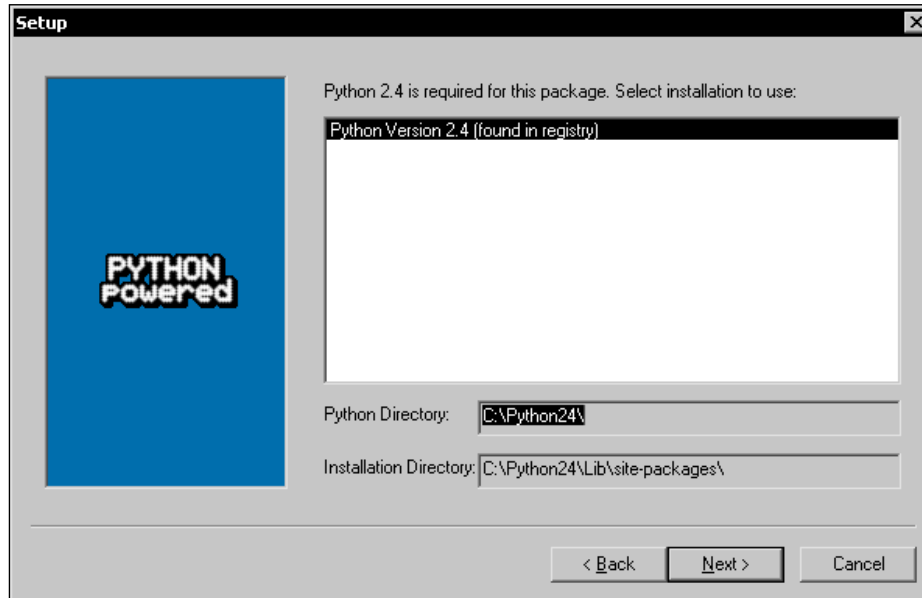 Setup
Python 2.4 is required for this package. Select installation to use:
Python Version 2.4 (found in registry)
PYTHON
powered
Python Directory: C:\Python24\
Installation Directory: C:\Python24\Lib\site-packages\
< Back Next > Cancel